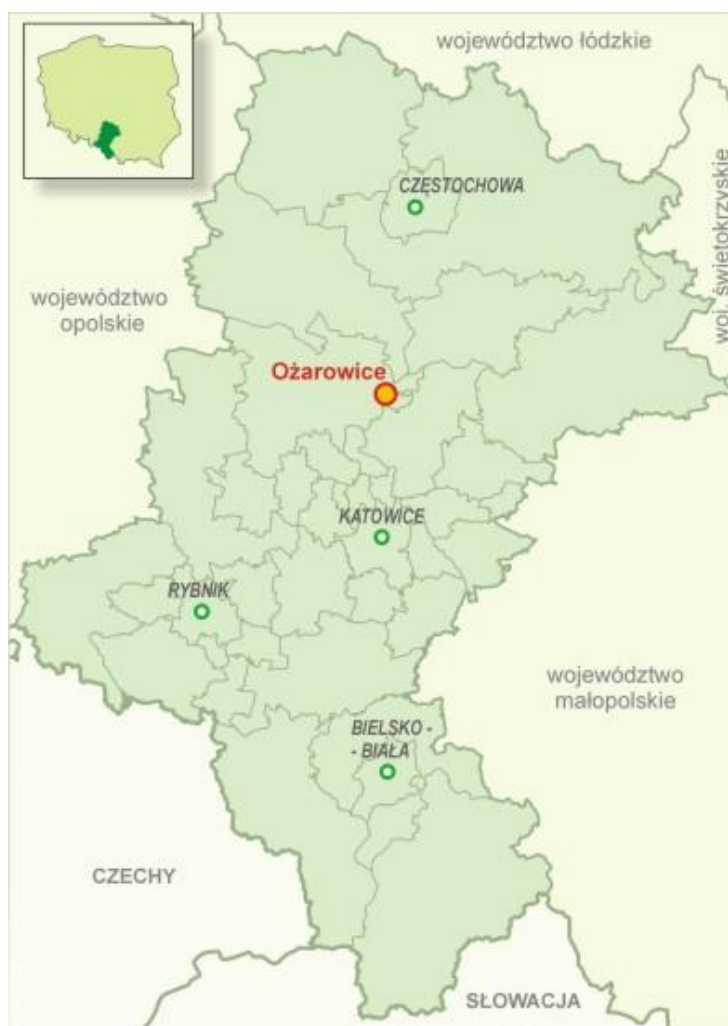 województwo łódzkie
CZĘSTOCHOWA
woj. świętokrzyskie
województwo
opolskie
Ożarowice
KATOWICE
RYBNIK
województwo
małopolskie
BIELSKO -
- BIAŁA
CZECHY
SŁOWACJA